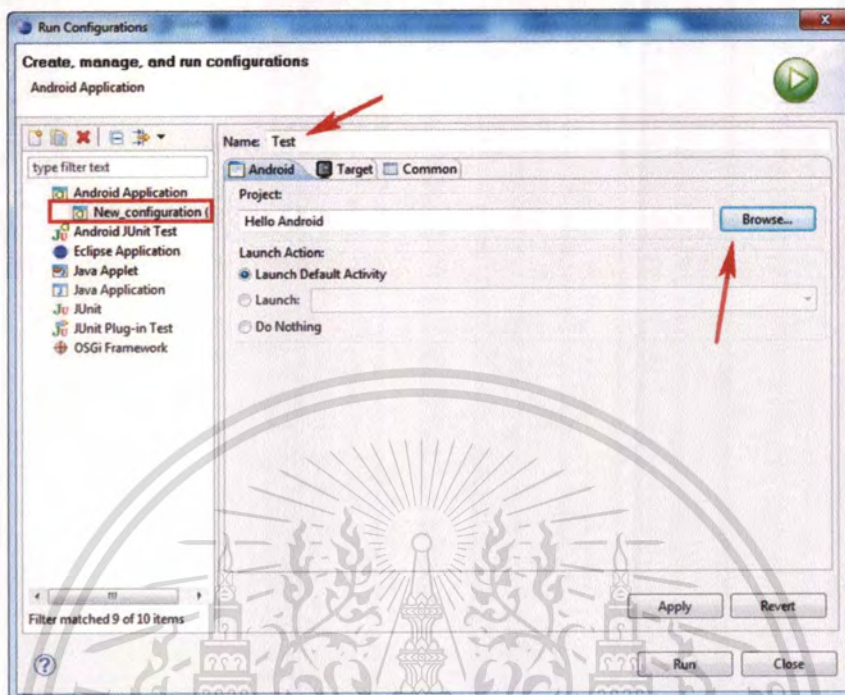 Run Configurations
x
Create, manage, and run configurations
Android Application
Name: Test
type filter text
Android Application
New_configuration (
Android JUnit Test
Eclipse Application
Java Applet
Java Application
JUnit
JUnit Plug-in Test
OSGi Framework
Filter matched 9 of 10 items
Android Target Common
Project:
Hello Android
Browse...
Launch Action:
Launch Default Activity
Launch:
Do Nothing
Apply Revert
?
Run Close